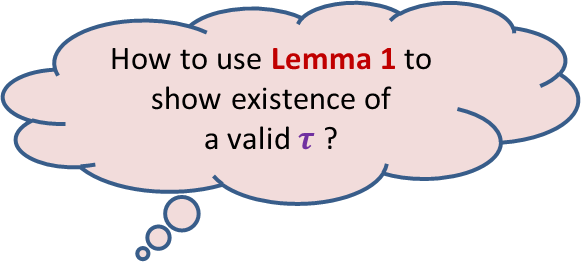 How to use Lemma 1 to
show existence of
a valid τ ?